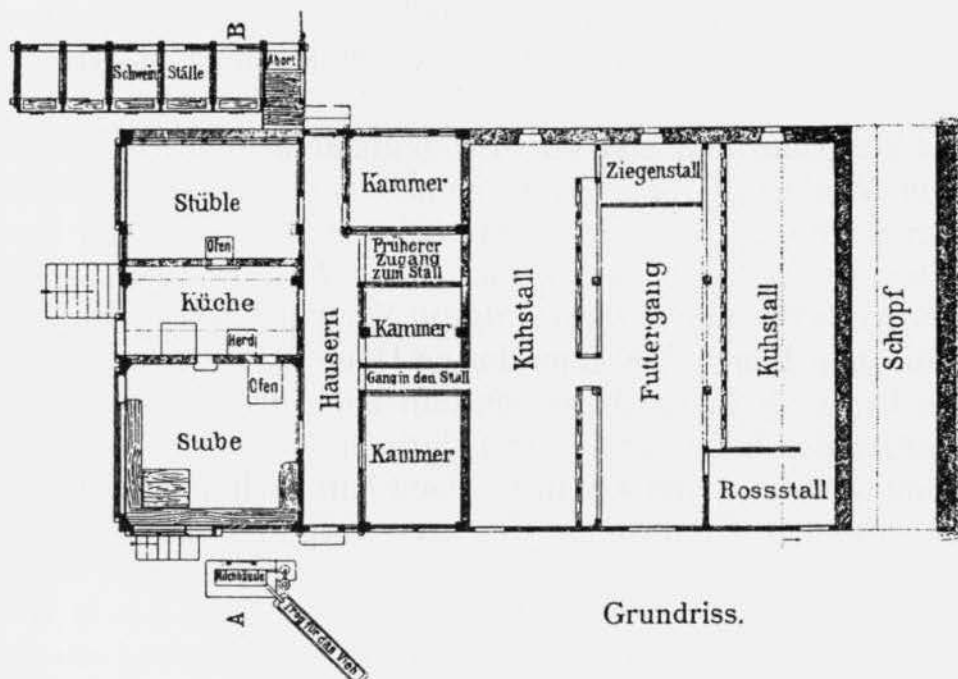 B
Schwein Ställe
Abort
Stüble
Ofen
Kammer
Früherer
Zugang
zum Stall
Ziegenstall
Küche
Herd
Kammer
Hausern
Kuhstall
Futtergang
Kuhstall
Schopf
Gang in den Stall
Ofen
Stube
Kammer
Rossstall
Milchhäusle
A
Trog für das Vieh
Grundriss.